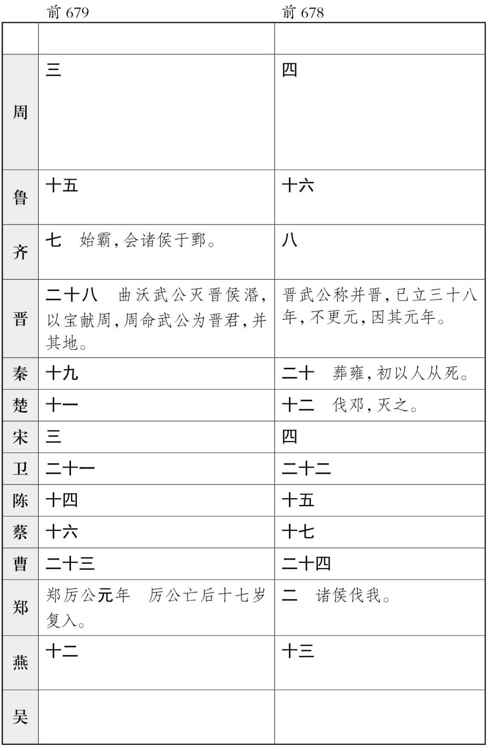 前 679 前 678
周 三 四
鲁 十五 十六
齐 七 始霸，会诸侯于鄄。 八
晋 二十八 曲沃武公灭晋侯湣， 晋武公称并晋，已立三十八
以宝献周，周命武公为晋君，并 年，不更元，因其元年。
其地。
秦 十九 二十 葬雍，初以人从死。
楚 十一 十二 伐邓，灭之。
宋 三 四
卫 二十一 二十二
陈 十四 十五
蔡 十六 十七
曹 二十三 二十四
郑 郑厉公元年 厉公亡后十七岁 二 诸侯伐我。
复入。
燕 十二 十三
吴